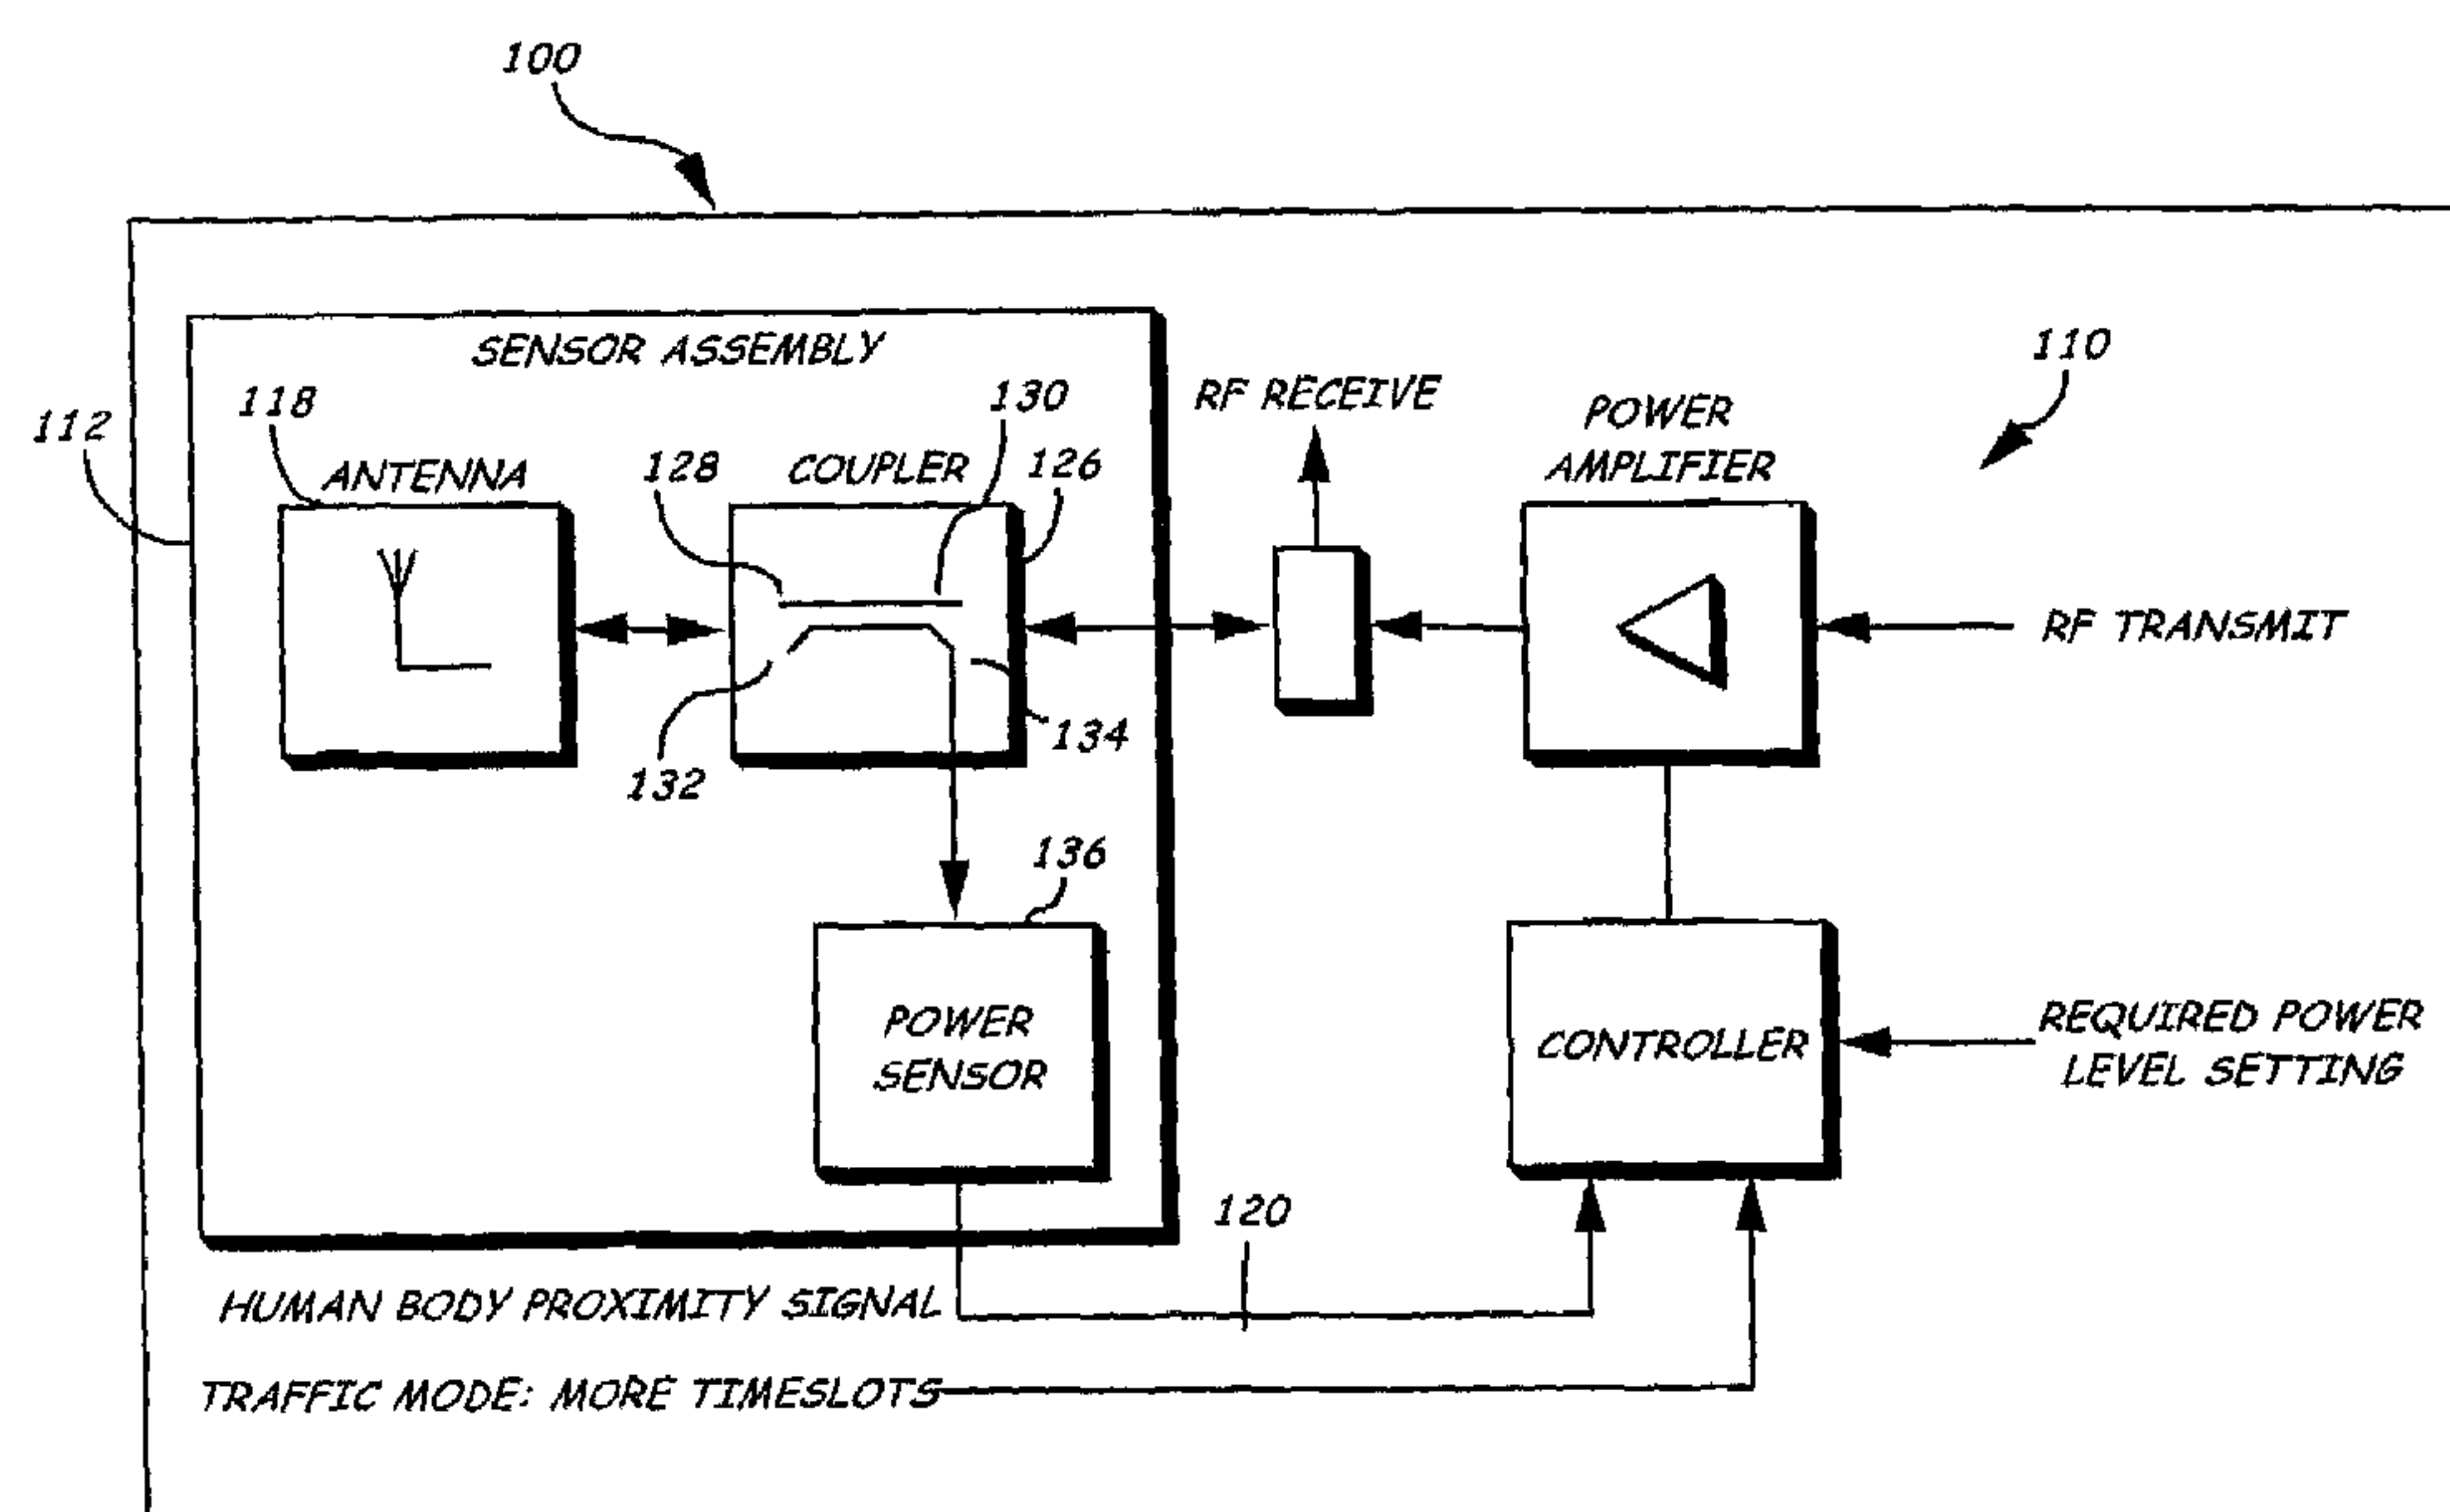 100
SENSOR ASSEMBLY
110
118
130
RF RECEIVE
POWER
AMPLIFIER
112
ANTENNA
128
COUPLER
126
RF TRANSMIT
134
132
136
POWER
SENSOR
CONTROLLER
REQUIRED POWER
LEVEL SETTING
120
HUMAN BODY PROXIMITY SIGNAL
TRAFFIC MODE: MORE TIMESLOTS